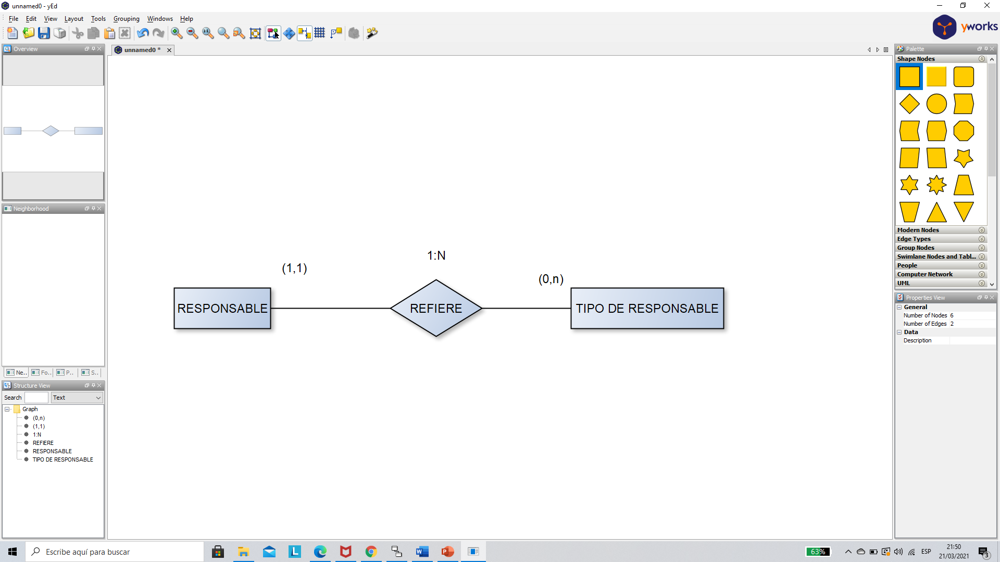 unnamed0 - yEd
File Edit View Layout Tools Grouping Windows Help
yworks
Overview
unnamed0 *
Palette
Shape Nodes
Modern Nodes
Edge Types
Group Nodes
Swimlane Nodes and Tabl...
People
Computer Network
UML
Neighborhood
Ne.. Fo.. P.. S..
Structure View
Search Text
Graph
(0,n)
(1,1)
1:N
REFIERE
RESPONSABLE
TIPO DE RESPONSABLE
1:N
(1,1)
(0,n)
RESPONSABLE
REFIERE
TIPO DE RESPONSABLE
Properties View
General
Number of Nodes 6
Number of Edges 2
Data
Description
Escribe aquí para buscar
63%
ESP
21:50
21/03/2021
3